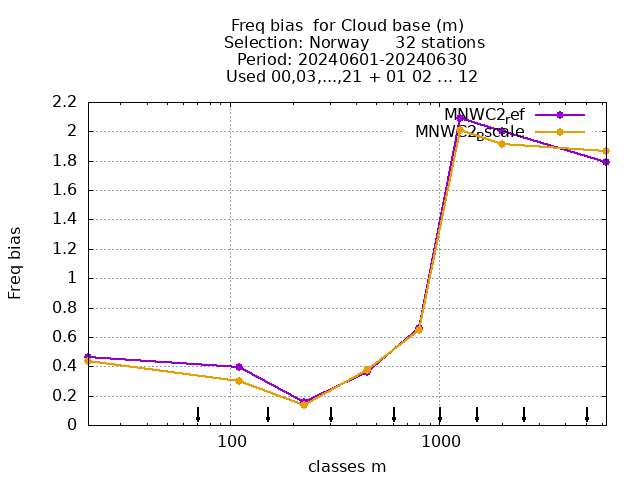 Freq bias  for Cloud base (m)
Selection: Norway     32 stations
Period: 20240601-20240630
Used 00,03,...,21 + 01 02 ... 12
MNWC2ref
MNWC2pscale
2.2
2
1.8
1.6
1.4
1.2
1
0.8
0.6
0.4
0.2
0
Freq bias
100
1000
classes m